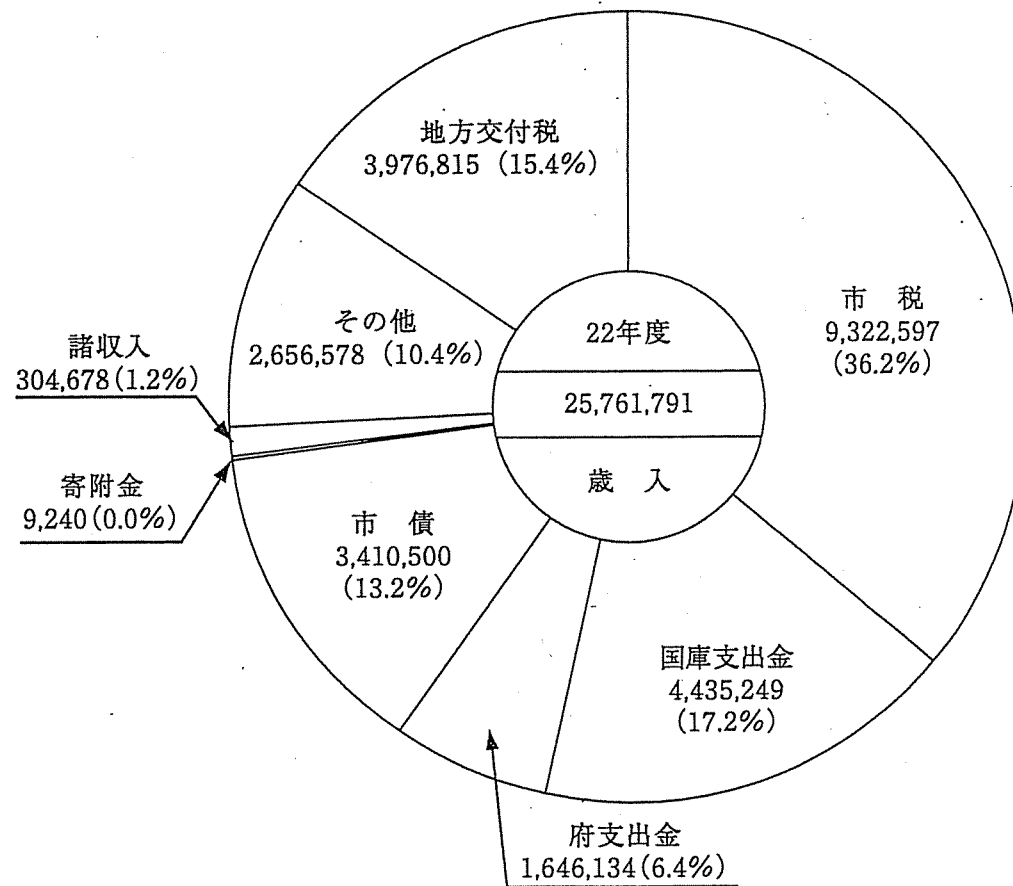 地方交付税
3,976,815 (15.4%)
市 税
9,322,597
(36.2%)
その他
2,656,578 (10.4%)
22年度
25,761,791
歳 入
諸収入
304,678(1.2%)
寄附金
9,240(0.0%)
市 債
3,410,500
(13.2%)
国庫支出金
4,435,249
(17.2%)
府支出金
1,646,134(6.4%)